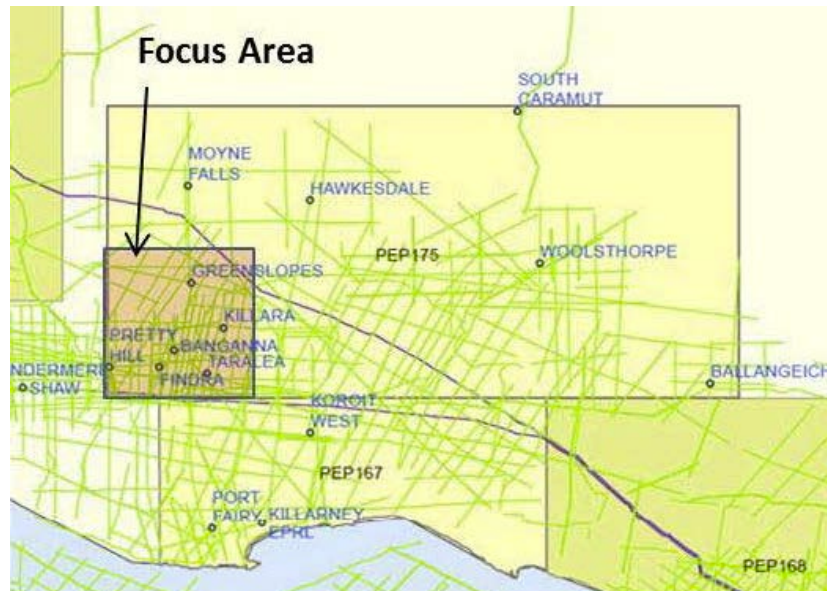 Focus Area
SOUTH
CARAMUT
MOYNE
FALLS
HAWKESDALE
PEP175
WOOLSTHORPE
GREENSLOPES
KILLARA
PRETTY
HILL
BANGANNA
TARALEA
FINDRA
NDERMERE
SHAW
BALLANGEICH
KOROIT
WEST
PEP167
PORT
FAIRY
KILLARNEY
EPRL
PEP168